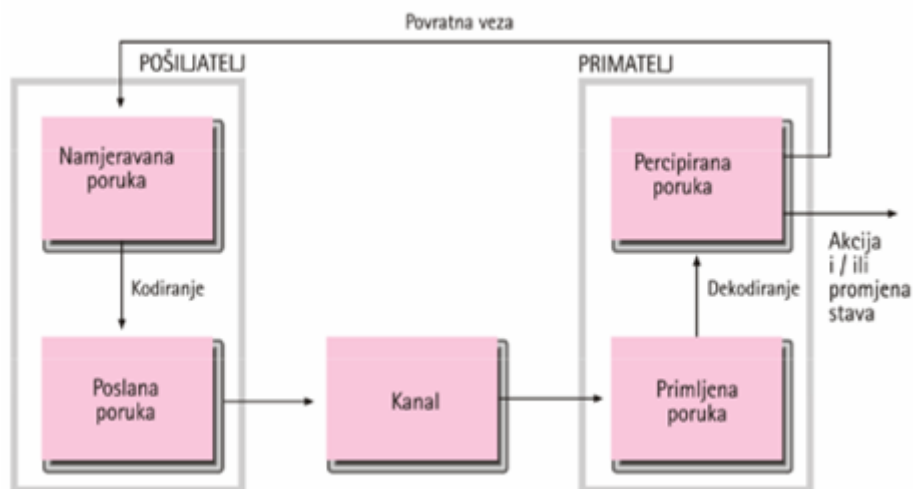 Povratna veza
POŠILJATELJ
PRIMATELJ
Namjeravana
poruka
Percipirana
poruka
Akcija
i / ili
promjena
stava
Kodiranje
Dekodiranje
Poslana
poruka
Kanal
Primljena
poruka